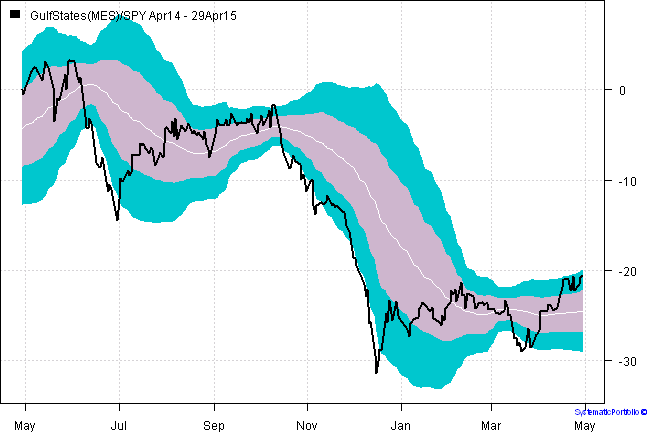 GulfStates(MES)/SPY Apr14 - 29Apr15
0
-10
-20
-30
SystematicPortfolio ©
May Jul Sep Nov Jan Mar May